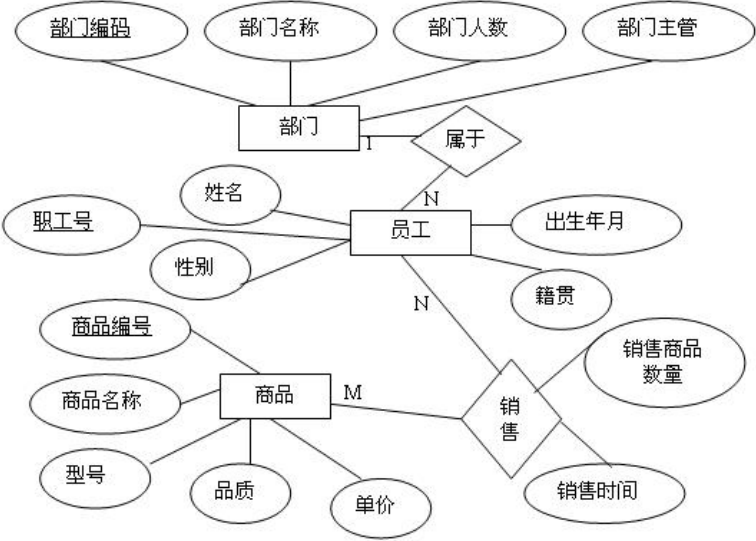 部门编码
部门名称
部门人数
部门主管
部门
1
属于
姓名
N
职工号
员工
出生年月
性别
籍贯
N
商品编号
销售商品
数量
商品名称
商品
M
销
售
型号
品质
单价
销售时间